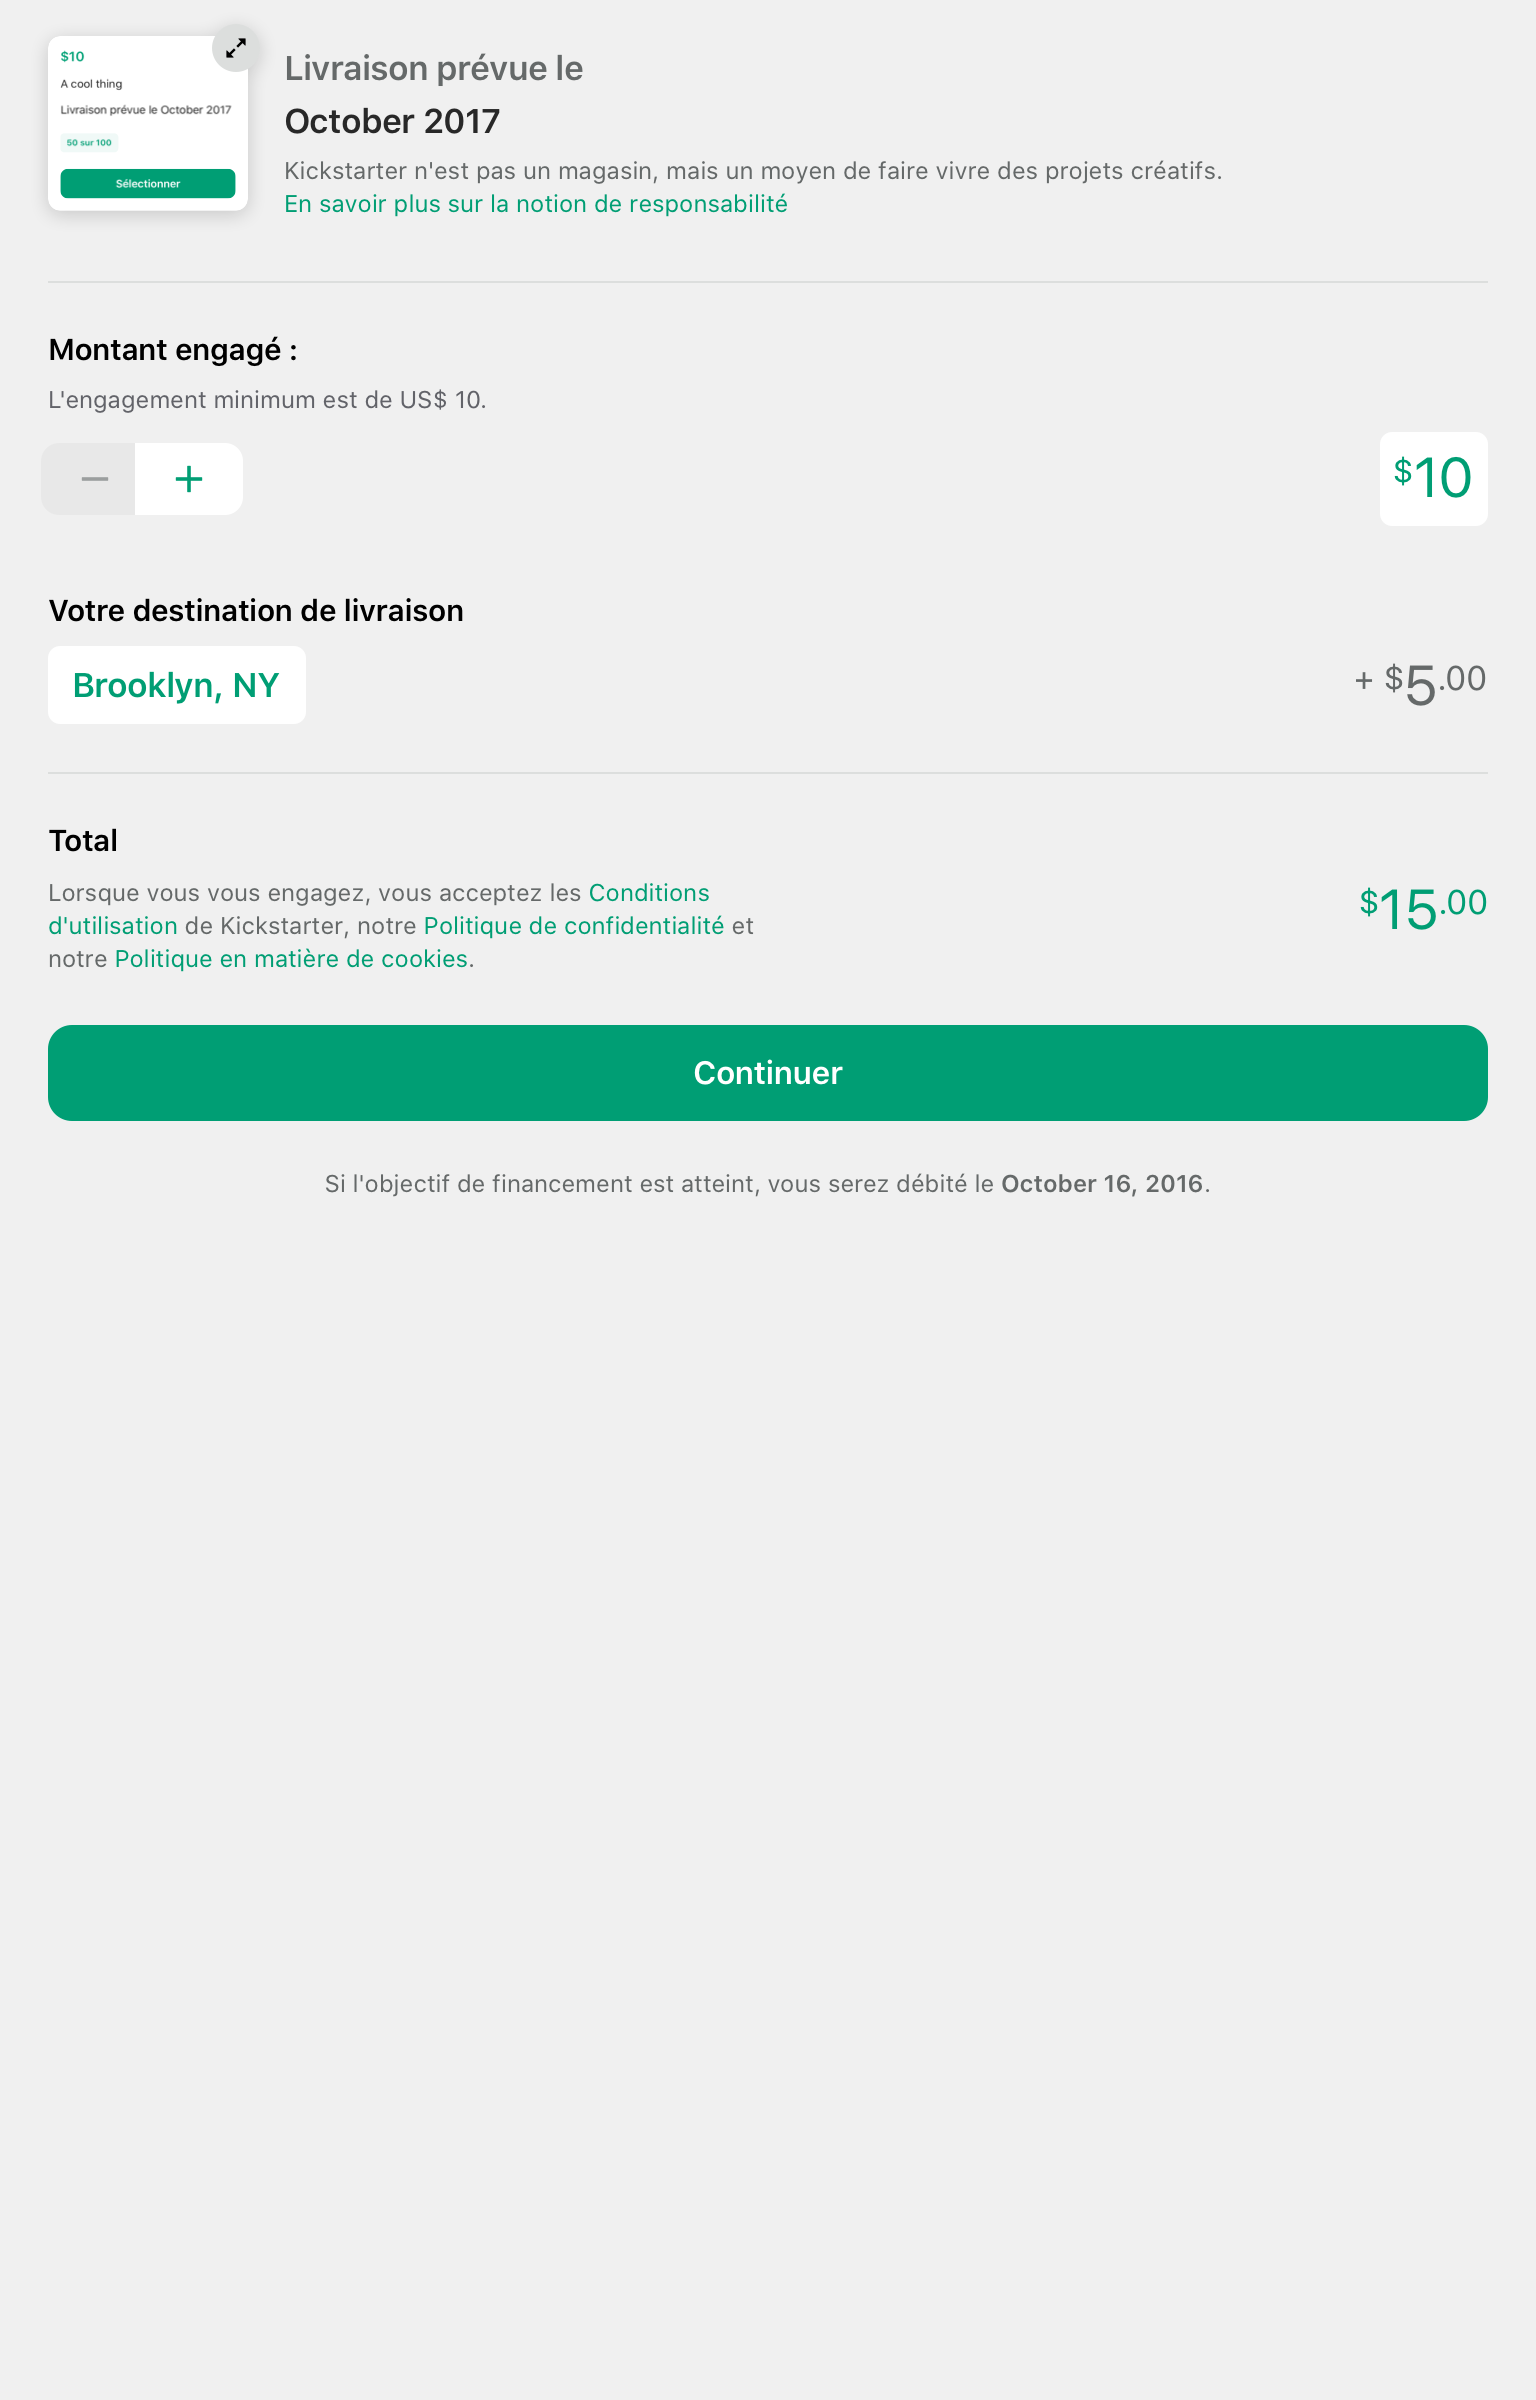 $10
A cool thing
Livraison prévue le October 2017
50 sur 100
Sélectionner
Livraison prévue le
October 2017
Kickstarter n'est pas un magasin, mais un moyen de faire vivre des projets créatifs.
En savoir plus sur la notion de responsabilité
Montant engagé :
L'engagement minimum est de US$ 10.
$10
Votre destination de livraison
Brooklyn, NY
+ $5.00
Total
Lorsque vous vous engagez, vous acceptez les Conditions
d'utilisation de Kickstarter, notre Politique de confidentialité et
notre Politique en matière de cookies.
$15.00
Continuer
Si l'objectif de financement est atteint, vous serez débité le October 16, 2016.